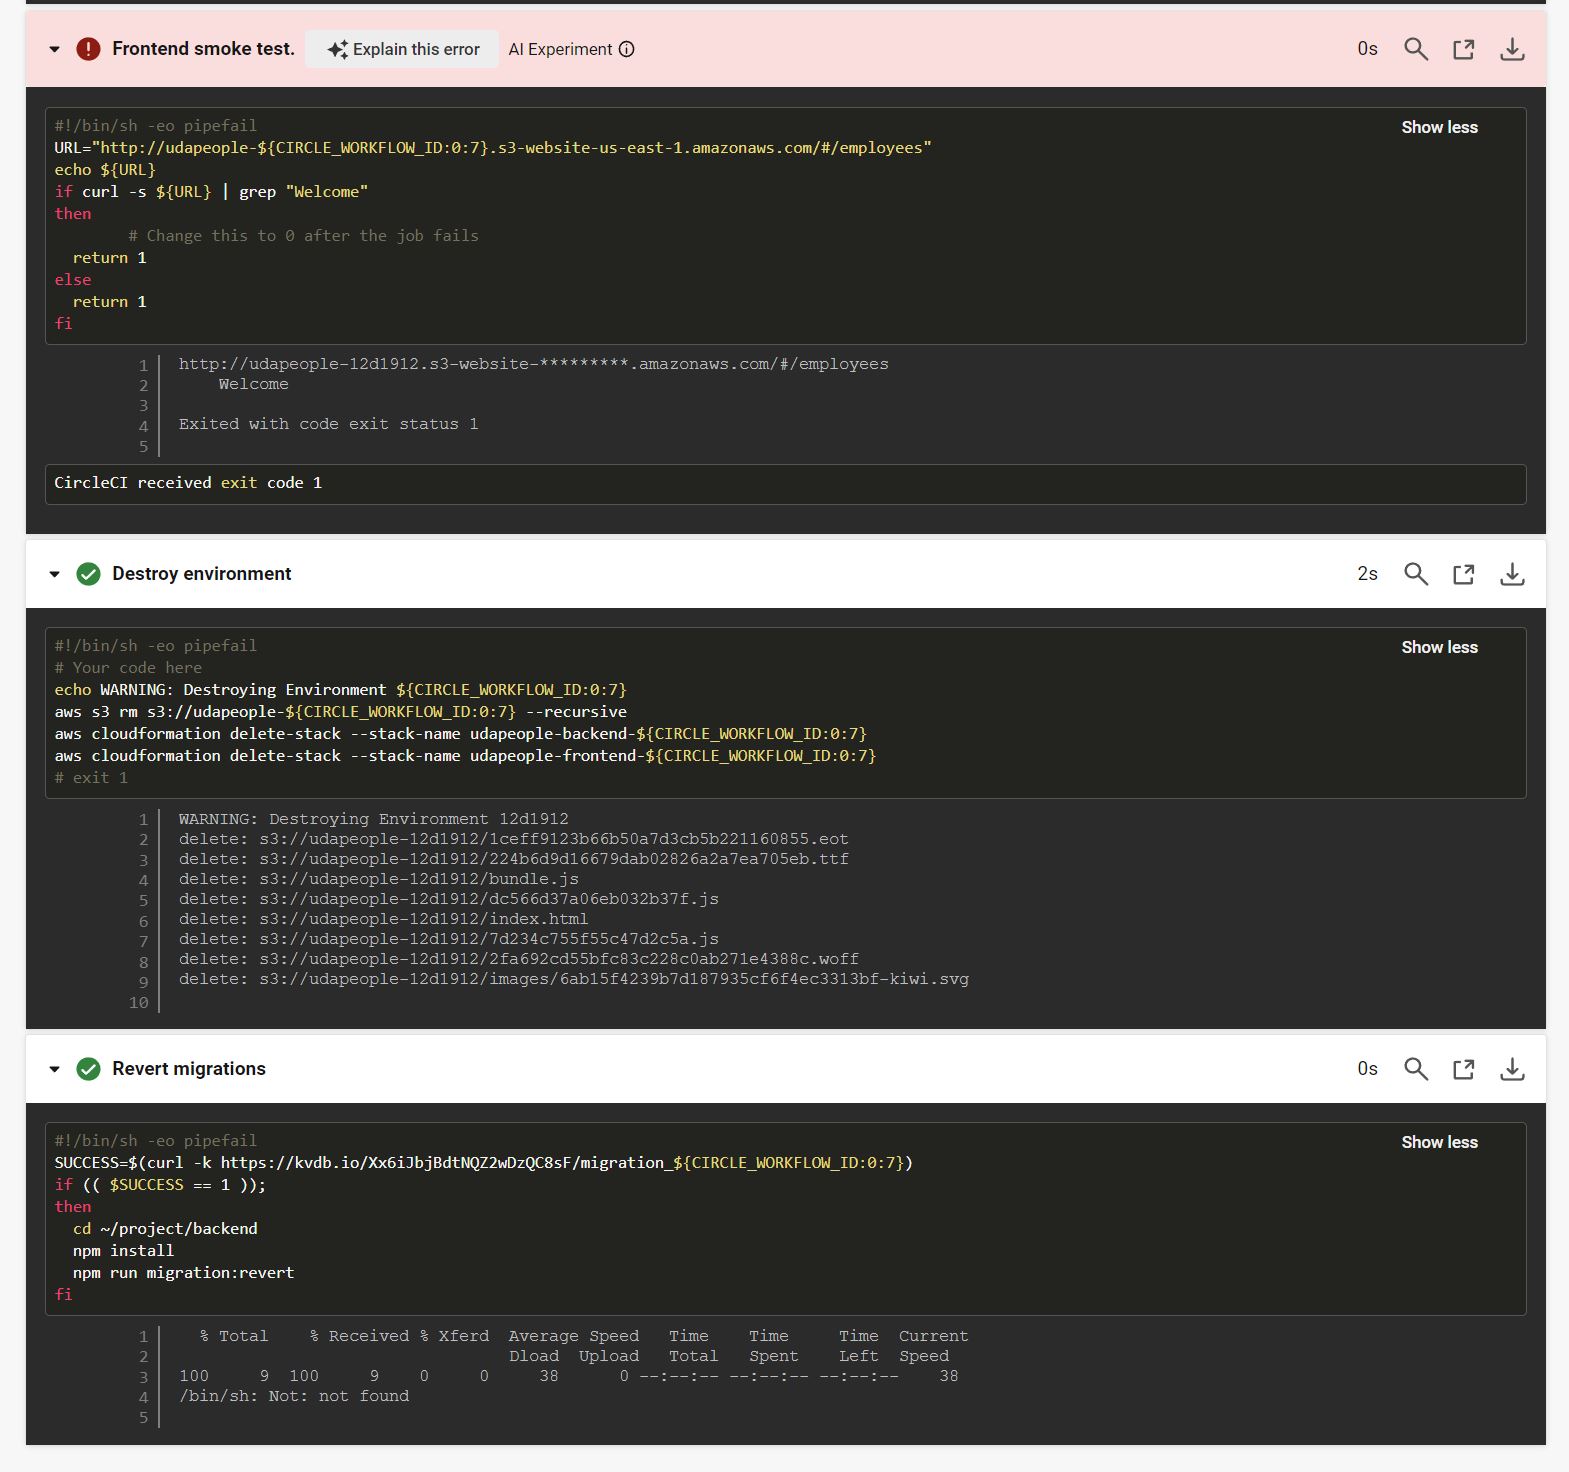 Frontend smoke test. Explain this error AI Experiment 0s
#!/bin/sh -eo pipefail
Show less
URL="http://udapeople-${CIRCLE_WORKFLOW_ID:0:7}.s3-website-us-east-1.amazonaws.com/#/employees"
echo ${URL}
if curl -s ${URL} | grep "Welcome"
then
# Change this to 0 after the job fails
return 1
else
return 1
fi
1 http://udapeople-12d1912.s3-website-*********.amazonaws.com/#/employees
2 Welcome
3
4 Exited with code exit status 1
5
CircleCI received exit code 1
Destroy environment 2s
#!/bin/sh -eo pipefail
Show less
# Your code here
echo WARNING: Destroying Environment ${CIRCLE_WORKFLOW_ID:0:7}
aws s3 rm s3://udapeople-${CIRCLE_WORKFLOW_ID:0:7} --recursive
aws cloudformation delete-stack --stack-name udapeople-backend-${CIRCLE_WORKFLOW_ID:0:7}
aws cloudformation delete-stack --stack-name udapeople-frontend-${CIRCLE_WORKFLOW_ID:0:7}
# exit 1
1 WARNING: Destroying Environment 12d1912
2 delete: s3://udapeople-12d1912/1ceff9123b66b50a7d3cb5b221160855.eot
3 delete: s3://udapeople-12d1912/224b6d9d16679dab02826a2a7ea705eb.ttf
4 delete: s3://udapeople-12d1912/bundle.js
5 delete: s3://udapeople-12d1912/dc566d37a06eb032b37f.js
6 delete: s3://udapeople-12d1912/index.html
7 delete: s3://udapeople-12d1912/7d234c755f55c47d2c5a.js
8 delete: s3://udapeople-12d1912/2fa692cd55bfc83c228c0ab271e4388c.woff
9 delete: s3://udapeople-12d1912/images/6ab15f4239b7d187935cf6f4ec3313bf-kiwi.svg
10
Revert migrations 0s
#!/bin/sh -eo pipefail
Show less
SUCCESS=$(curl -k https://kvdb.io/Xx6iJbjBdtNQZ2wDzQC8sF/migration_${CIRCLE_WORKFLOW_ID:0:7})
if (( $SUCCESS == 1 ));
then
cd ~/project/backend
npm install
npm run migration:revert
fi
1 % Total % Received % Xferd Average Speed Time Time Time Current
2 Dload Upload Total Spent Left Speed
3 100 9 100 9 0 0 38 0 --:--:-- --:--:-- --:--:-- 38
4 /bin/sh: Not: not found
5